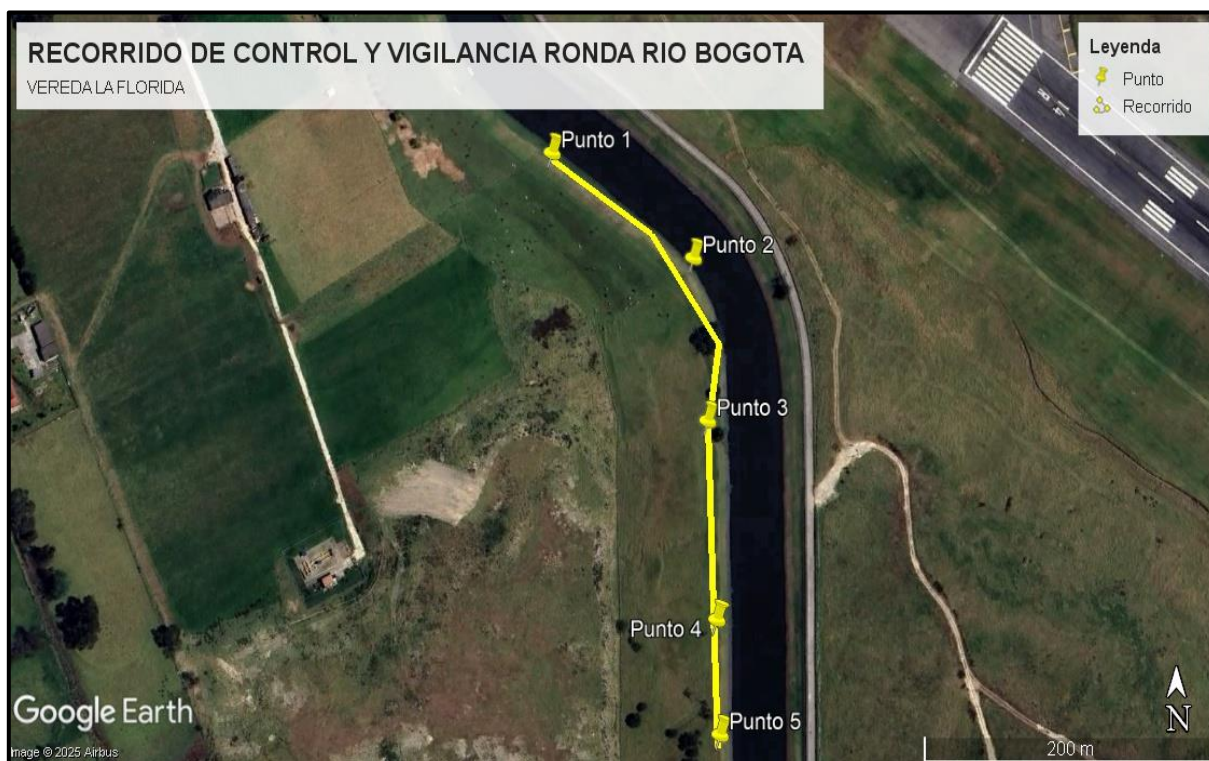 RECORRIDO DE CONTROL Y VIGILANCIA RONDA RIO BOGOTA
VEREDA LA FLORIDA
Leyenda
Punto
Recorrido
Punto 1
Punto 2
Punto 3
Punto 4
Punto 5
Google Earth
Image © 2025 Airbus
200 m
N